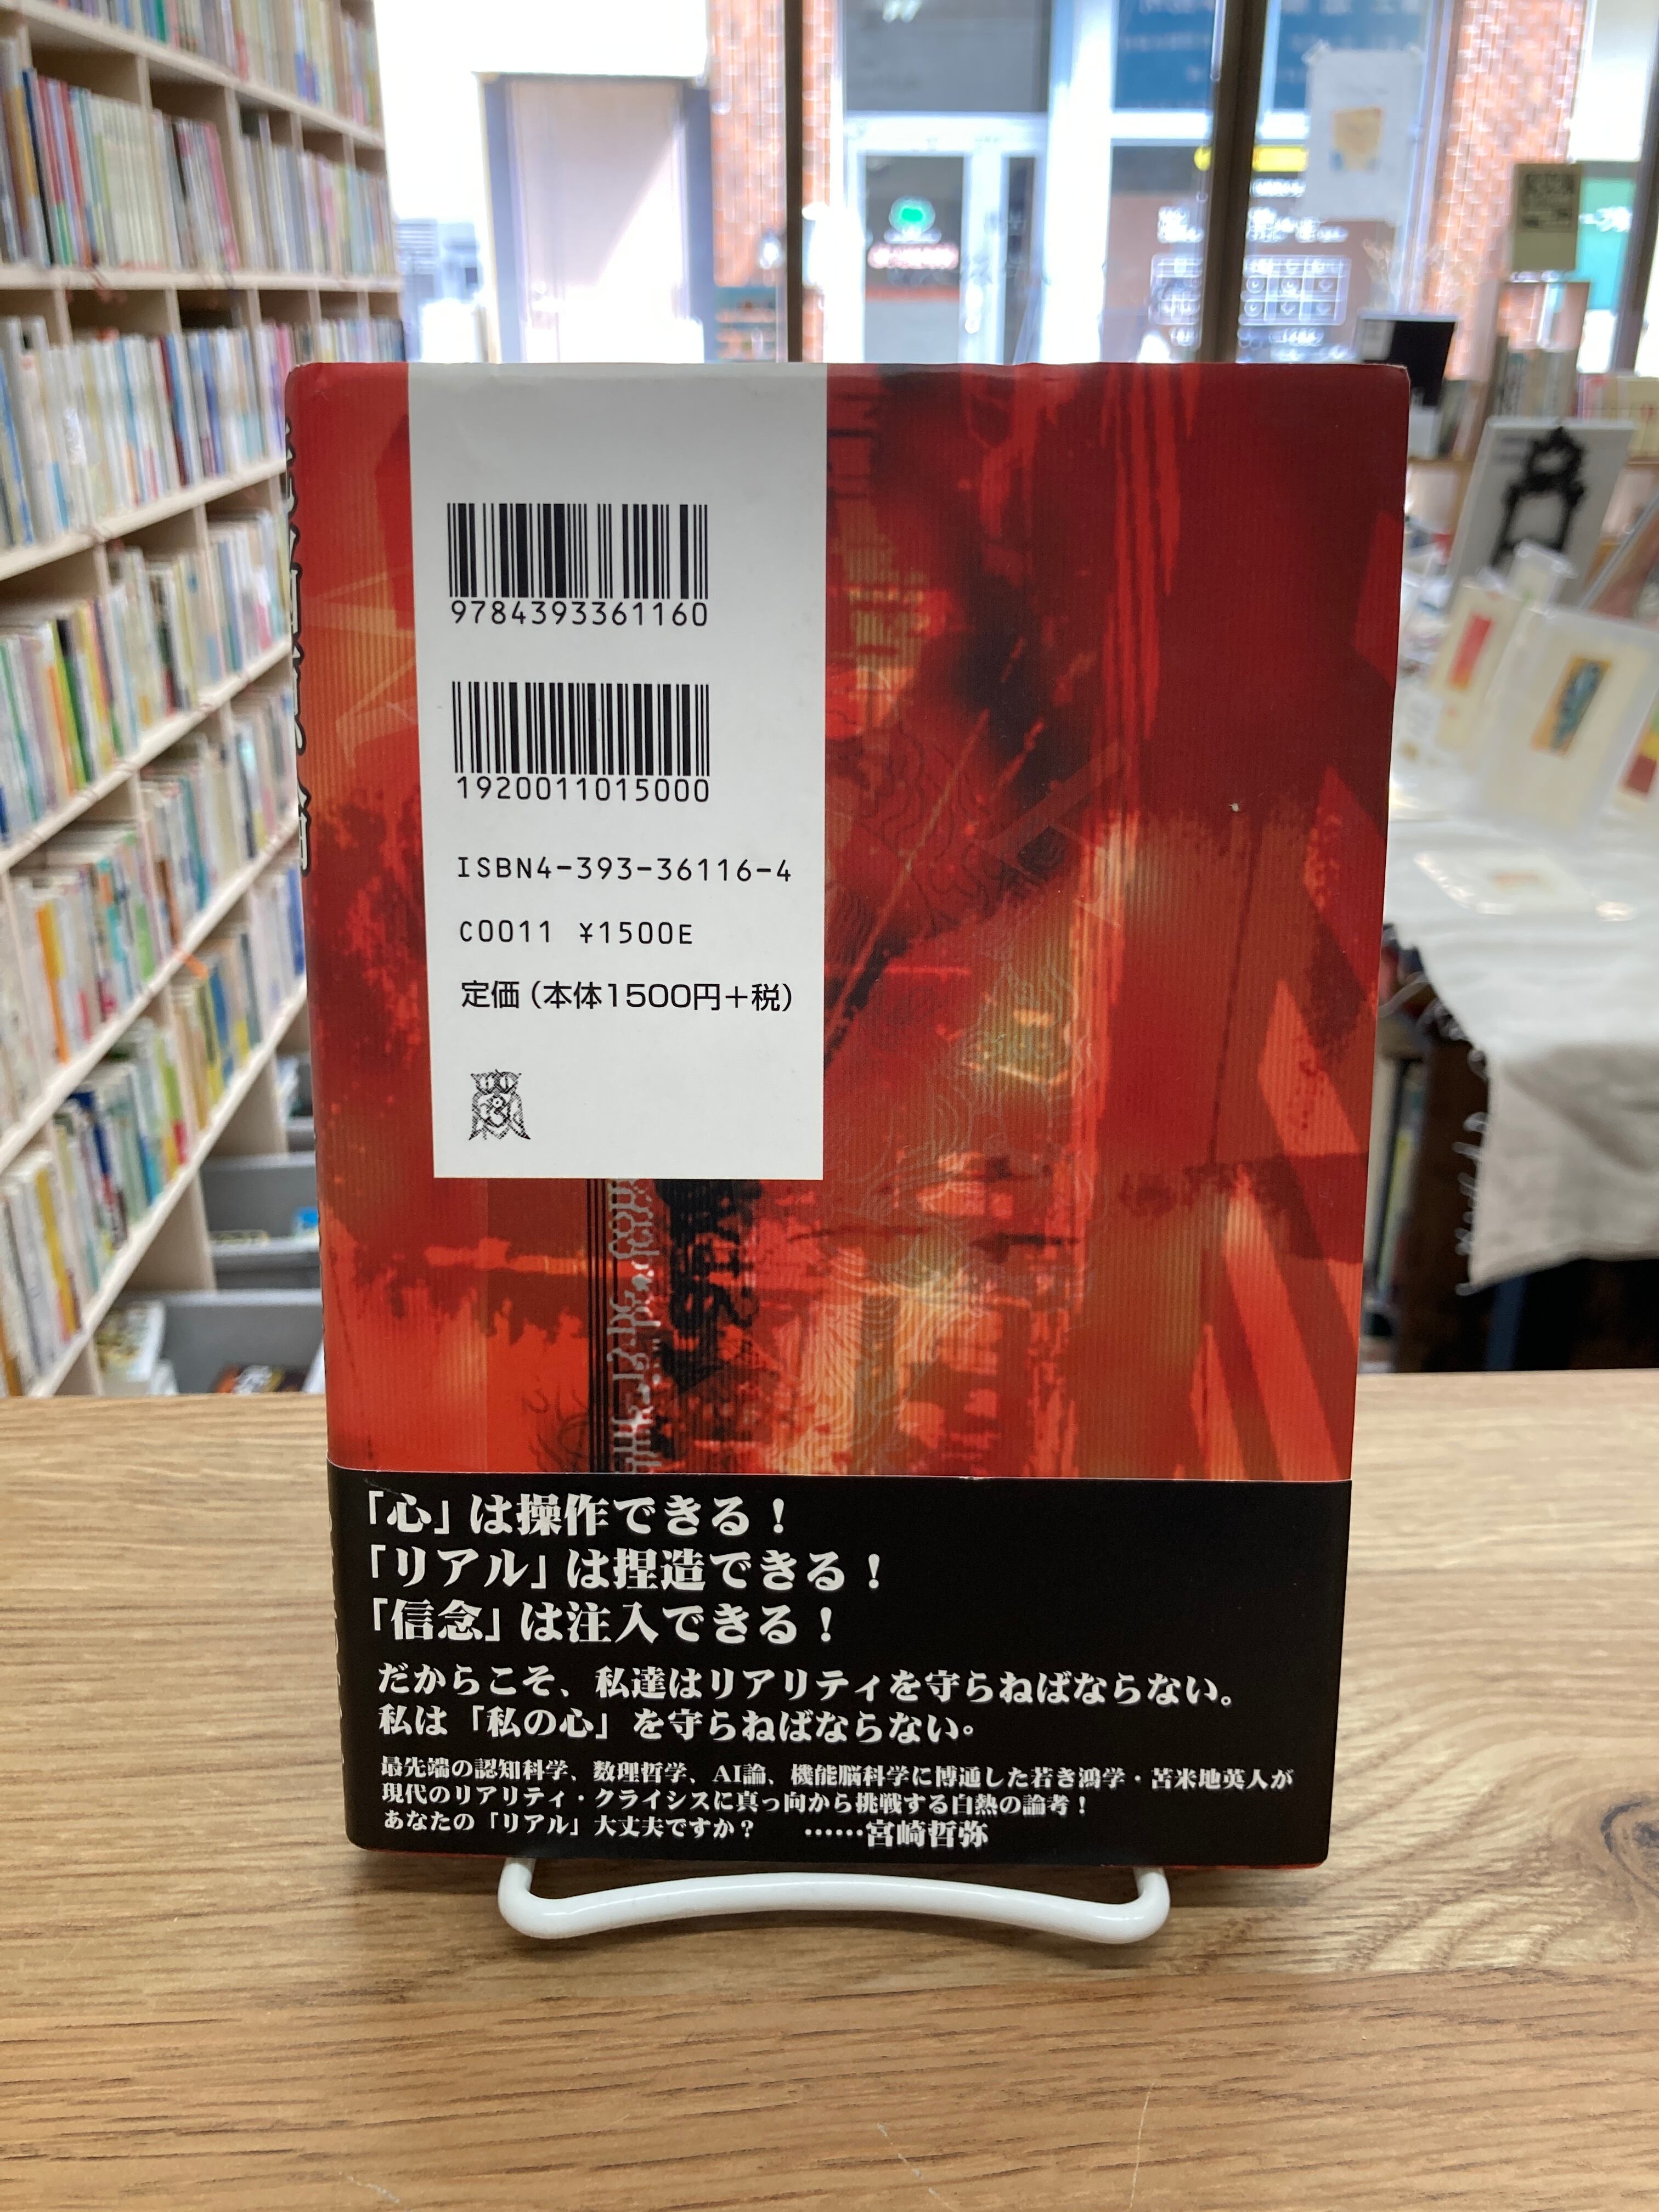 9784393361160
1920011015000
ISBN4-393-36116-4
C0011 ¥1500E
定価(本体1500円+税)
「心」は操作できる!
「リアル」は捏造できる!
「信念」は注入できる!
だからこそ、私達はリアリティを守らねばならない。
私は「私の心」を守らねばならない。
最先端の認知科学、数理哲学、AI論、機能脳科学に博通した若き鴻学・苫米地英人が
現代のリアリティ・クライシスに真っ向から挑戦する白熱の論考!
あなたの「リアル」大丈夫ですか? ……宮崎哲弥